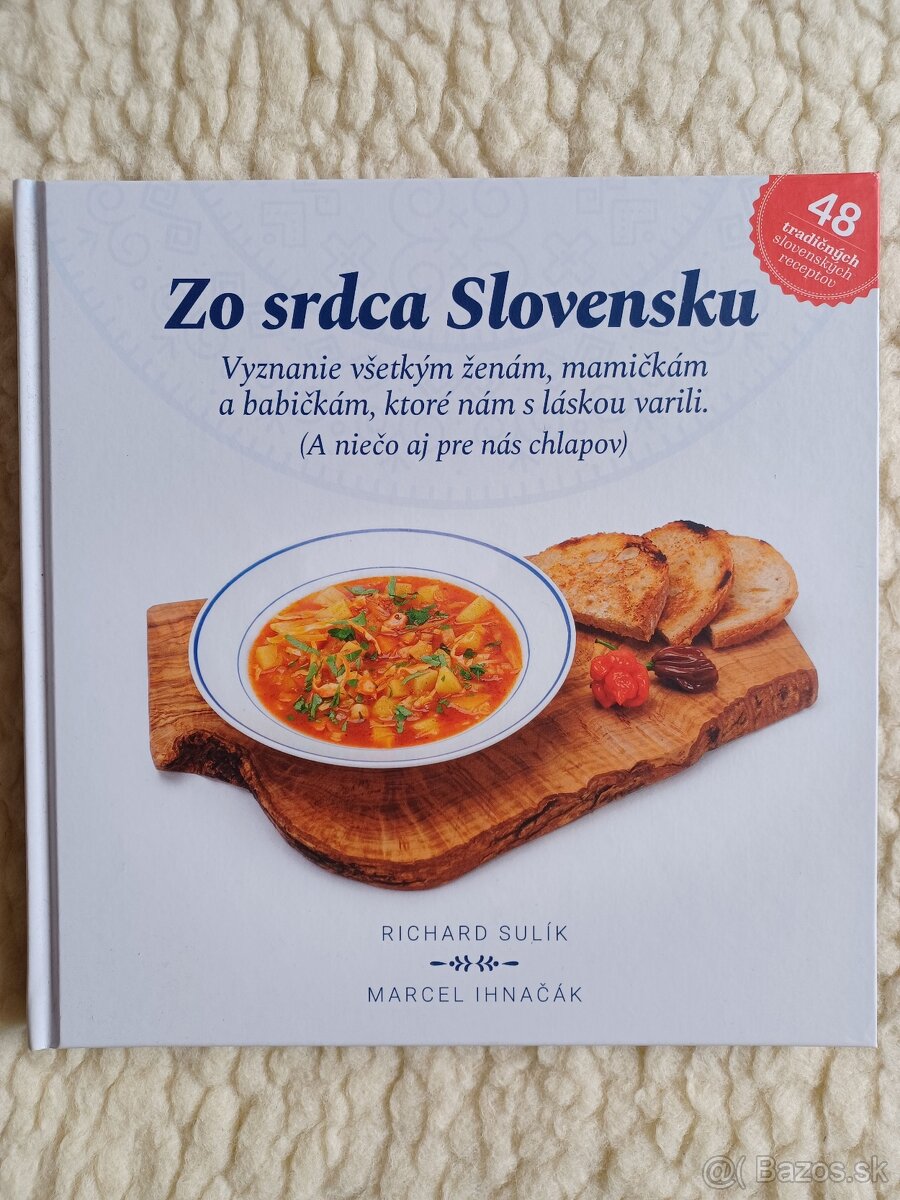 48
tradičných
slovenských
receptov
Zo srdca Slovensku
Vyznanie všetkým ženám, mamičkám
a babičkám, ktoré nám s láskou varili.
(A niečo aj pre nás chlapov)
RICHARD SULÍK
MARCEL IHNAČÁK
@( Bazos.sk